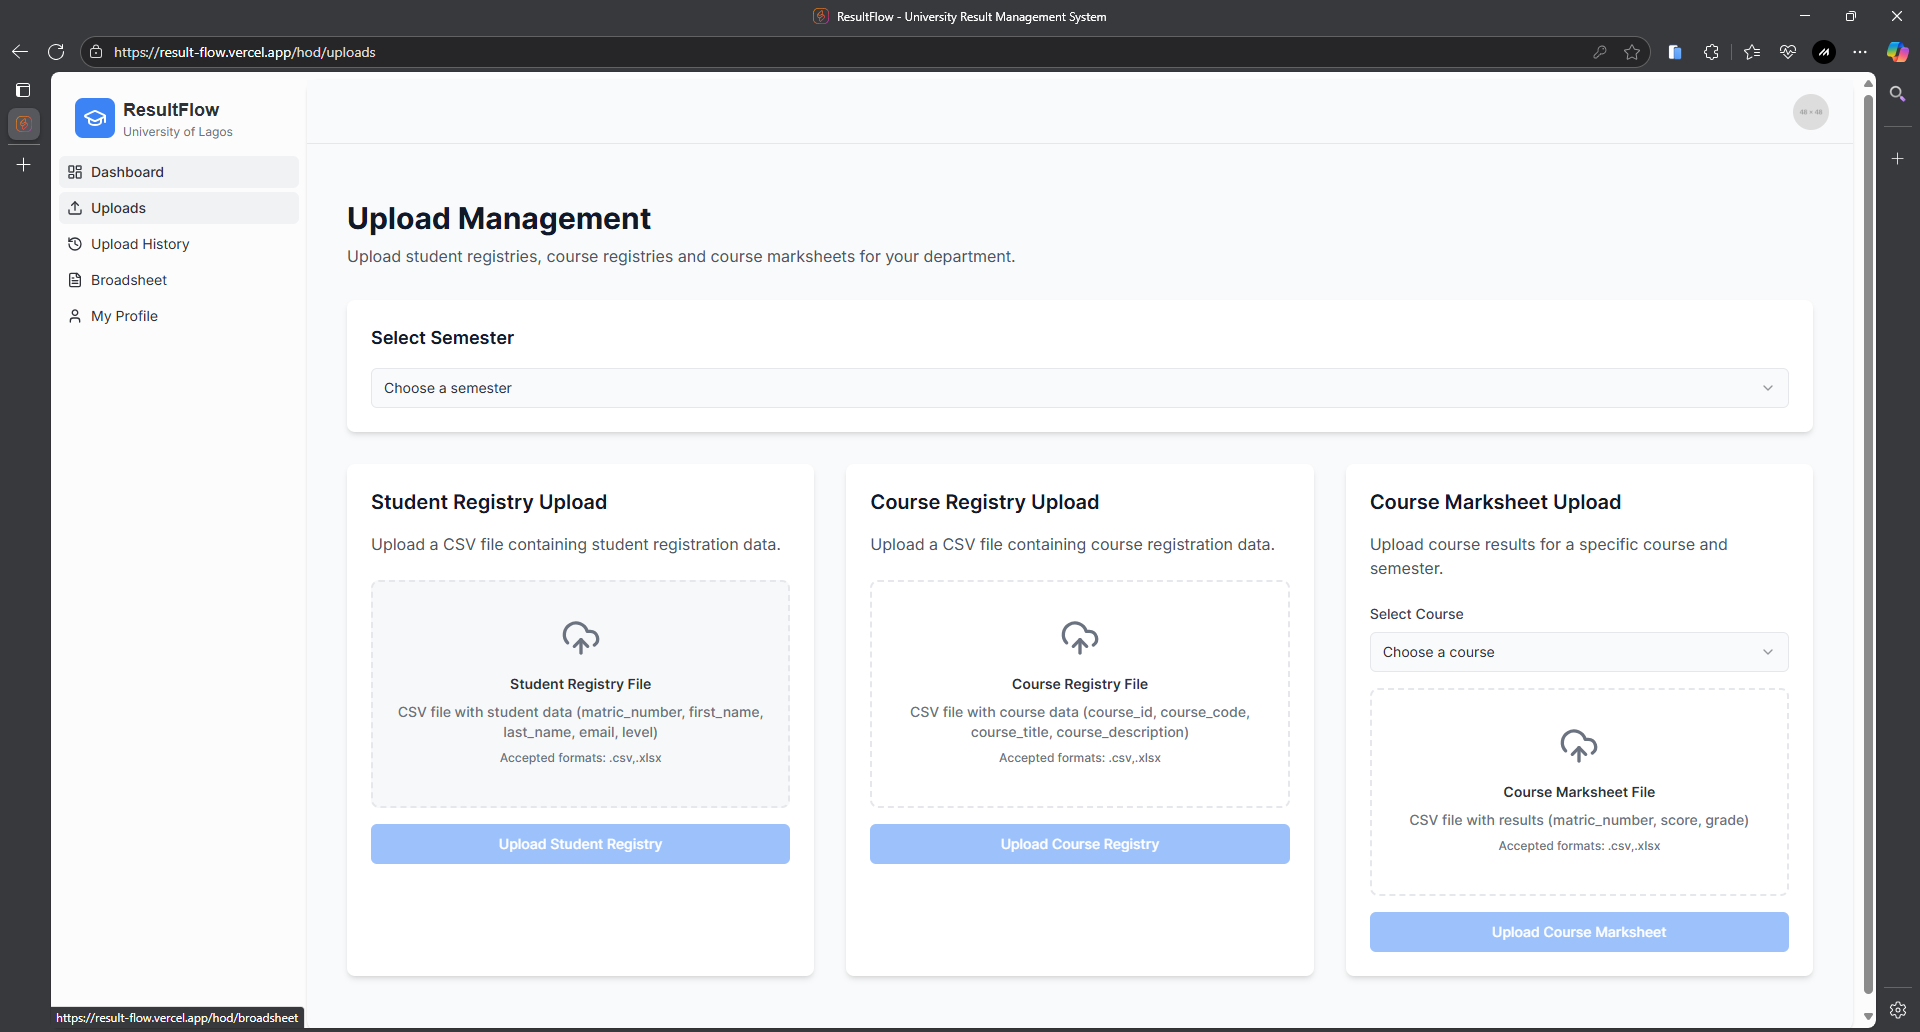 ResultFlow - University Result Management System
https://result-flow.vercel.app/hod/uploads
ResultFlow
University of Lagos
Dashboard
Uploads
Upload History
Broadsheet
My Profile
48 × 48
Upload Management
Upload student registries, course registries and course marksheets for your department.
Select Semester
Choose a semester
Student Registry Upload
Upload a CSV file containing student registration data.
Student Registry File
CSV file with student data (matric_number, first_name,
last_name, email, level)
Accepted formats: .csv,.xlsx
Upload Student Registry
Course Registry Upload
Upload a CSV file containing course registration data.
Course Registry File
CSV file with course data (course_id, course_code,
course_title, course_description)
Accepted formats: .csv,.xlsx
Upload Course Registry
Course Marksheet Upload
Upload course results for a specific course and
semester.
Select Course
Choose a course
Course Marksheet File
CSV file with results (matric_number, score, grade)
Accepted formats: .csv,.xlsx
Upload Course Marksheet
https://result-flow.vercel.app/hod/broadsheet